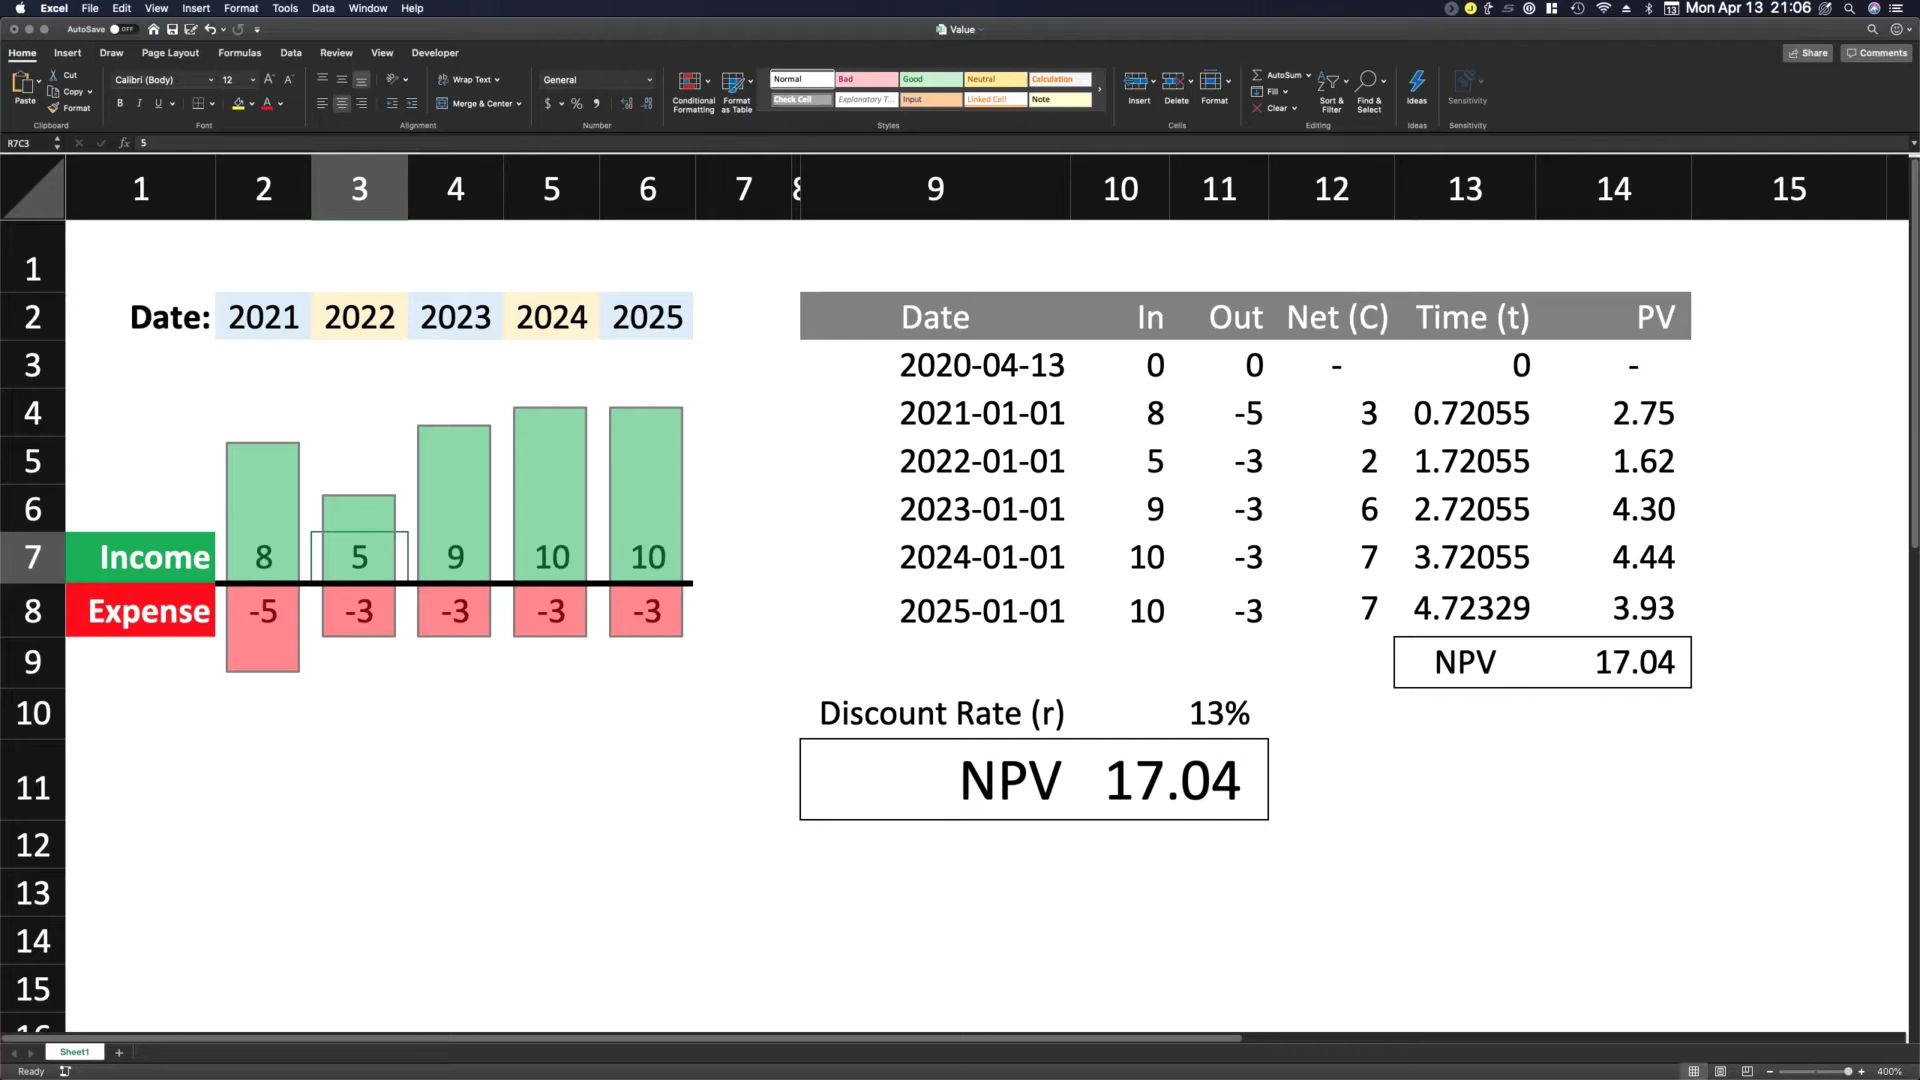 Excel File Edit View Insert Format Tools Data Window Help
13 Mon Apr 13 21:06
AutoSave OFF
Value
Home Insert Draw Page Layout Formulas Data Review View Developer
Share Comments
Paste Cut Copy Format
Calibri (Body) 12
Wrap Text
Merge & Center
General
Conditional Formatting
Format as Table
Normal Bad Good Neutral Calculation
Check Cell Explanatory T... Input Linked Cell Note
Insert Delete Format
AutoSum
Fill
Clear
Sort & Filter
Find & Select
Ideas
Sensitivity
Clipboard Font Alignment Number Styles Cells Editing Ideas Sensitivity
R7C3 fx 5
1 2 3 4 5 6 7 8 9 10 11 12 13 14 15
1
2 Date: 2021 2022 2023 2024 2025 Date In Out Net (C) Time (t) PV
3 2020-04-13 0 0 - 0 -
4 2021-01-01 8 -5 3 0.72055 2.75
5 2022-01-01 5 -3 2 1.72055 1.62
6 2023-01-01 9 -3 6 2.72055 4.30
7 Income 8 5 9 10 10 2024-01-01 10 -3 7 3.72055 4.44
8 Expense -5 -3 -3 -3 -3 2025-01-01 10 -3 7 4.72329 3.93
9 NPV 17.04
10 Discount Rate (r) 13%
11 NPV 17.04
12
13
14
15
16
Sheet1 +
Ready
400%